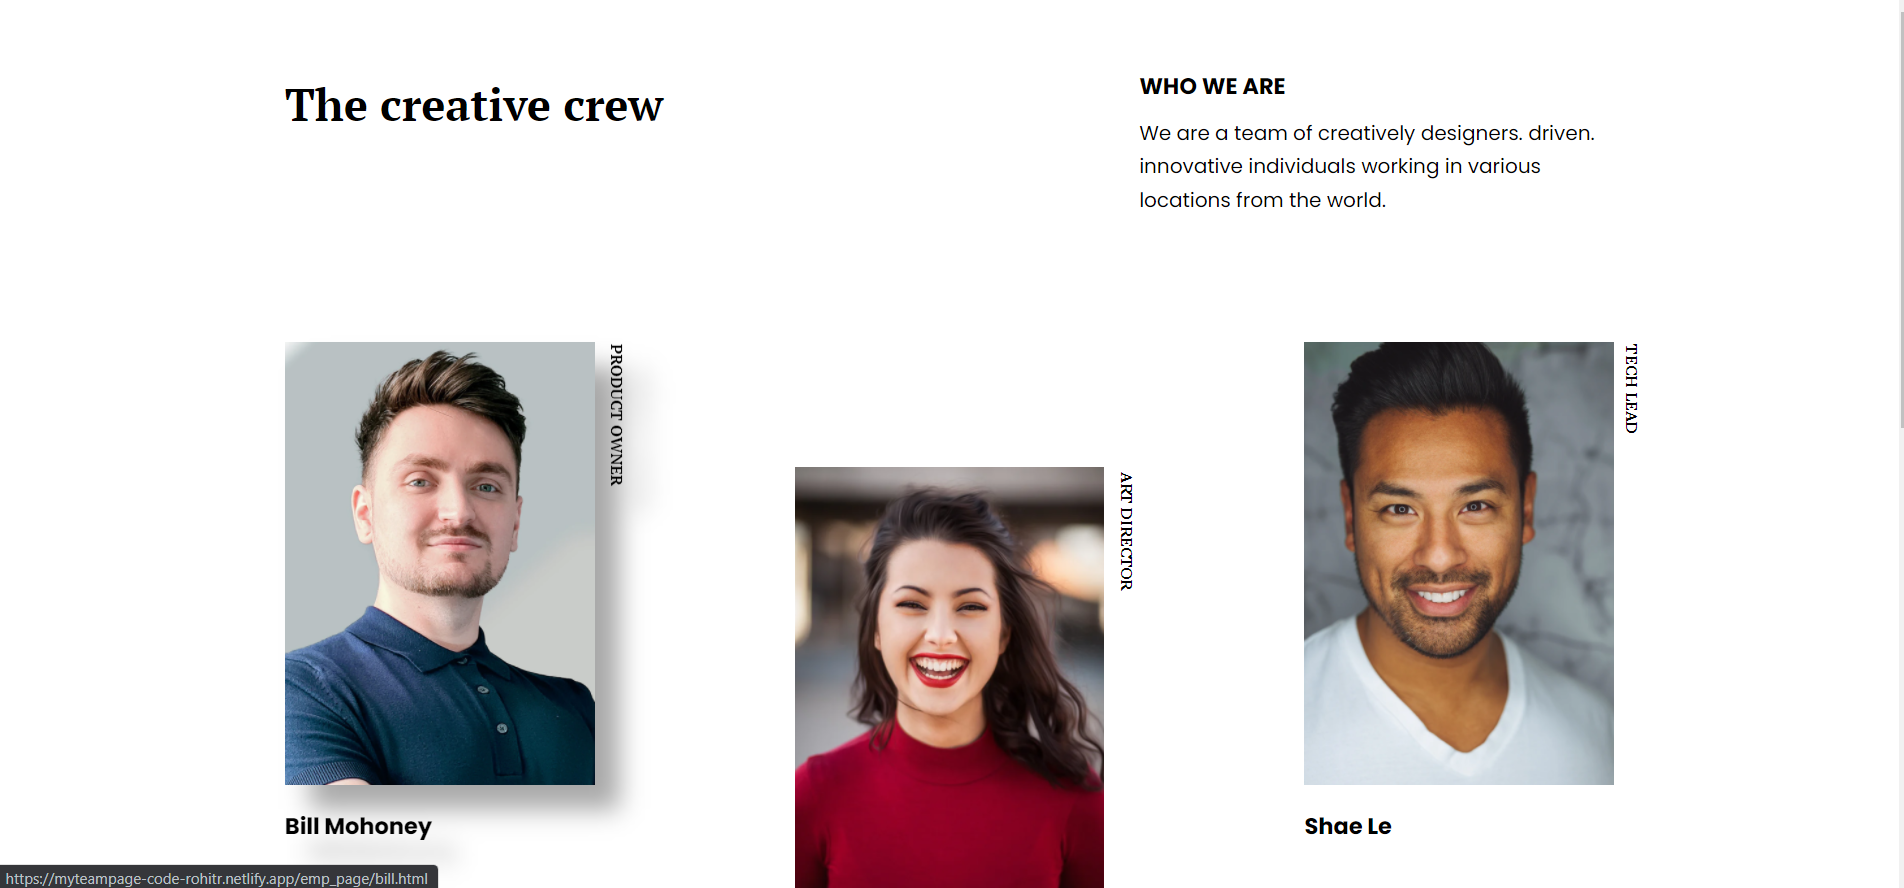 The creative crew
WHO WE ARE
We are a team of creatively designers. driven.
innovative individuals working in various
locations from the world.
PRODUCT OWNER
Bill Mohoney
ART DIRECTOR
TECH LEAD
Shae Le
https://myteampage-code-rohitr.netlify.app/emp_page/bill.html